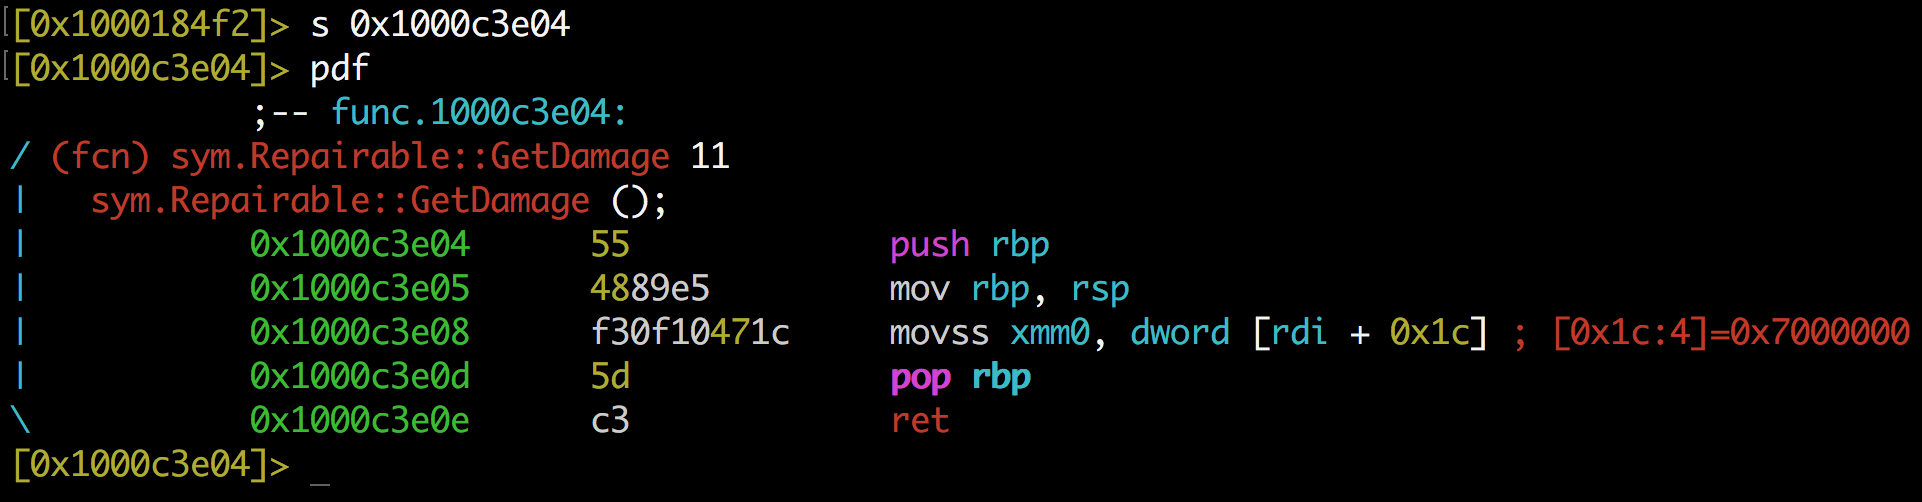 [0x1000184f2]> s 0x1000c3e04
[0x1000c3e04]> pdf
;-- func.1000c3e04:
/ (fcn) sym.Repairable::GetDamage 11
|   sym.Repairable::GetDamage ();
|           0x1000c3e04      55             push rbp
|           0x1000c3e05      4889e5         mov rbp, rsp
|           0x1000c3e08      f30f10471c     movss xmm0, dword [rdi + 0x1c] ; [0x1c:4]=0x7000000
|           0x1000c3e0d      5d             pop rbp
\           0x1000c3e0e      c3             ret
[0x1000c3e04]> _